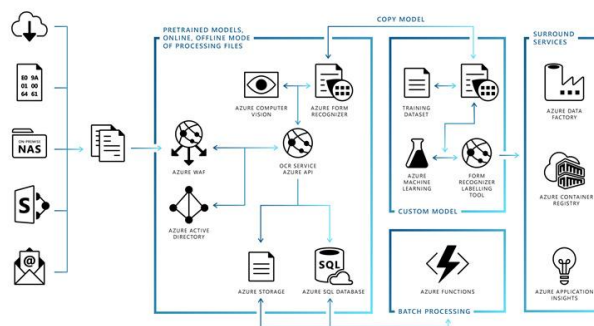 COPY MODEL
PRETRAINED MODELS,
ONLINE, OFFLINE MODE
OF PROCESSING FILES
SURROUND
SERVICES
E0 9A
01 00
64 61
ON-PREMISE
NAS
S
@
AZURE COMPUTER
VISION
AZURE FORM
RECOGNIZER
TRAINING
DATASET
AZURE DATA
FACTORY
AZURE WAF
OCR SERVICE
AZURE API
AZURE
MACHINE
LEARNING
FORM
RECOGNIZER
LABELLING
TOOL
AZURE CONTAINER
REGISTRY
CUSTOM MODEL
AZURE ACTIVE
DIRECTORY
SQL
AZURE STORAGE
AZURE SQL DATABASE
AZURE FUNCTIONS
AZURE APPLICATION
INSIGHTS
BATCH PROCESSING